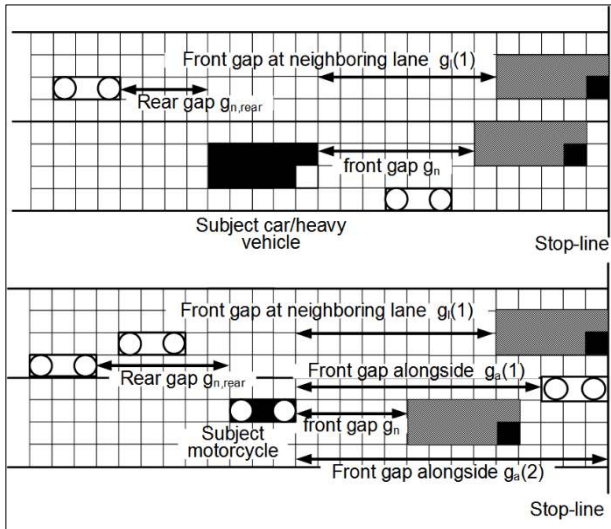 Front gap at neighboring lane gₗ(1)
Rear gap gₙ,rear
front gap gₙ
Subject car/heavy
vehicle
Stop-line
Front gap at neighboring lane gₗ(1)
Front gap alongside gₐ(1)
Rear gap gₙ,rear
front gap gₙ
Subject
motorcycle
Front gap alongside gₐ(2)
Stop-line